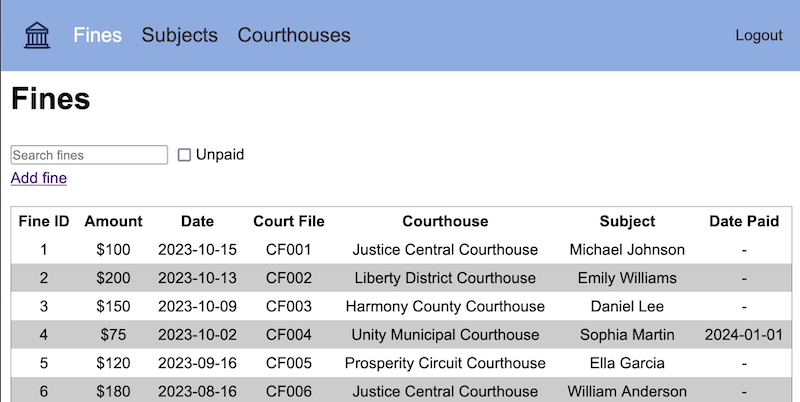 Fines Subjects Courthouses Logout
Fines
Search fines Unpaid
Add fine
Fine ID Amount Date Court File Courthouse Subject Date Paid
1 $100 2023-10-15 CF001 Justice Central Courthouse Michael Johnson -
2 $200 2023-10-13 CF002 Liberty District Courthouse Emily Williams -
3 $150 2023-10-09 CF003 Harmony County Courthouse Daniel Lee -
4 $75 2023-10-02 CF004 Unity Municipal Courthouse Sophia Martin 2024-01-01
5 $120 2023-09-16 CF005 Prosperity Circuit Courthouse Ella Garcia -
6 $180 2023-08-16 CF006 Justice Central Courthouse William Anderson -